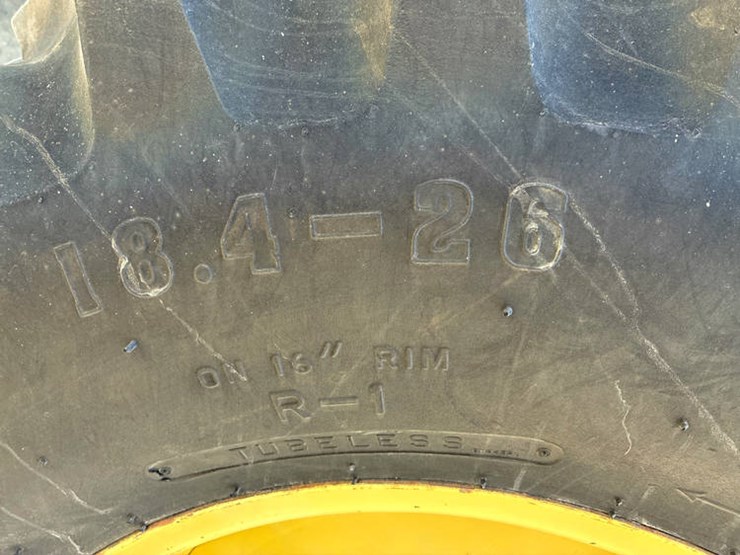 18.4-26
ON 16" RIM
R-1
TUBELESS